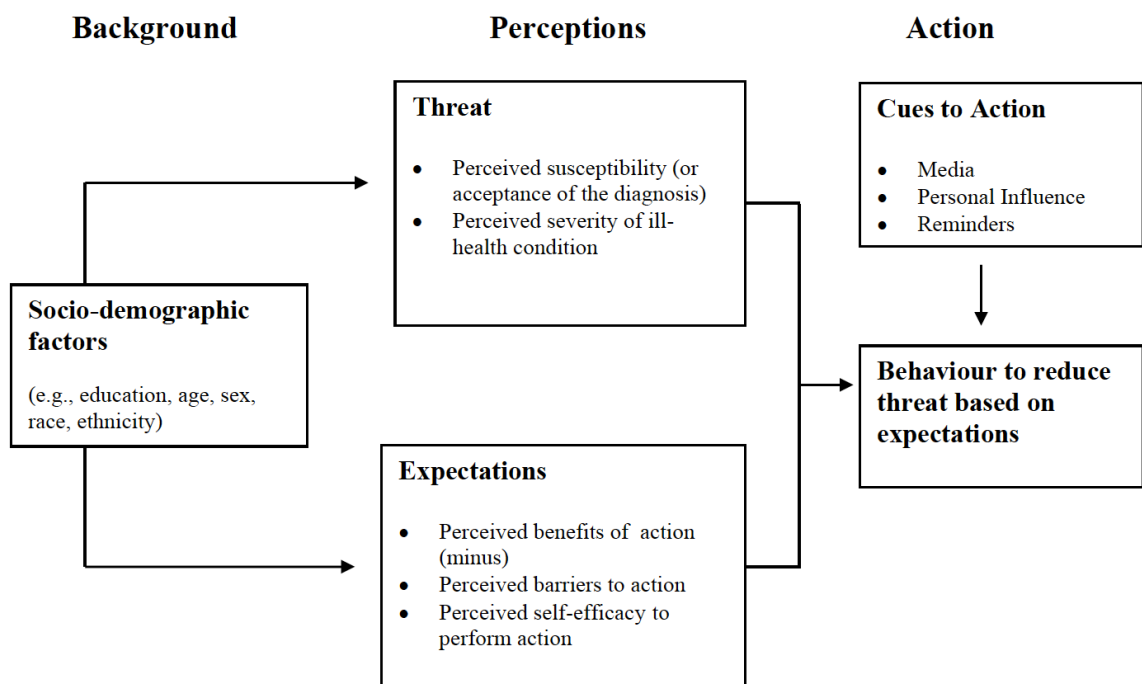 Background
Perceptions
Action
Threat
• Perceived susceptibility (or
acceptance of the diagnosis)
• Perceived severity of ill-
health condition
Cues to Action
• Media
• Personal Influence
• Reminders
Socio-demographic
factors
(e.g., education, age, sex,
race, ethnicity)
Behaviour to reduce
threat based on
expectations
Expectations
• Perceived benefits of action
(minus)
• Perceived barriers to action
• Perceived self-efficacy to
perform action